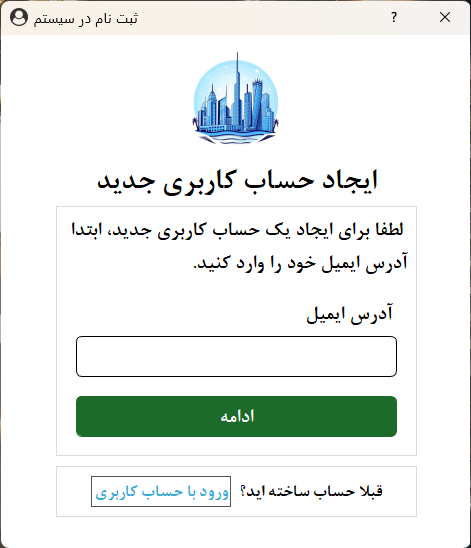 ثبت نام در سیستم
?
ایجاد حساب کاربری جدید
لطفا برای ایجاد یک حساب کاربری جدید، ابتدا
آدرس ایمیل خود را وارد کنید.
آدرس ایمیل
ادامه
قبلا حساب ساخته اید؟ ورود با حساب کاربری